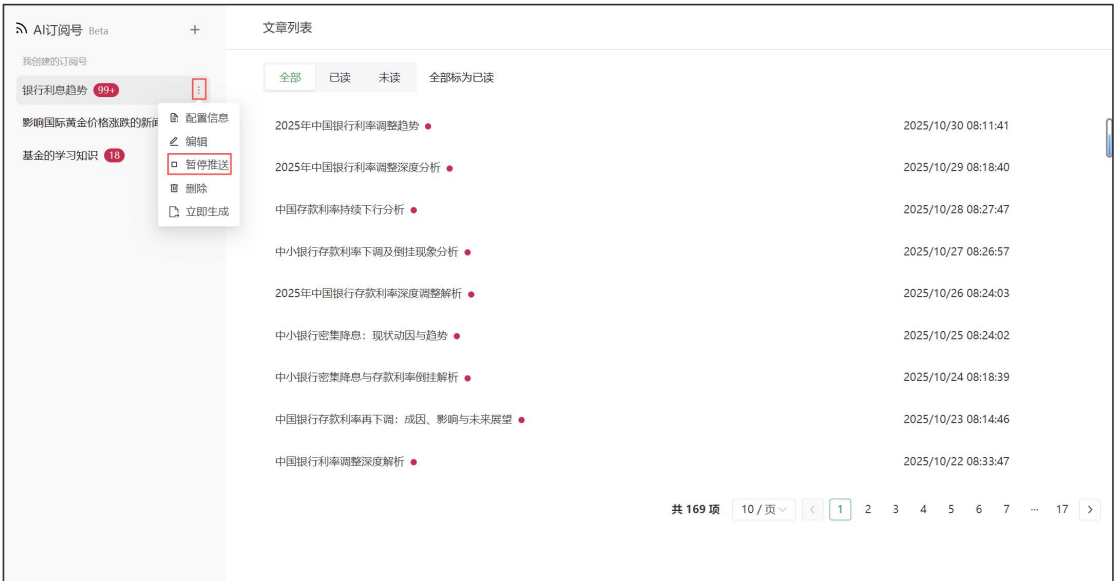 AI订阅号 Beta +
我创建的订阅号
银行利息趋势 99+
影响国际黄金价格涨跌的新闻
基金的学习知识 18
配置信息
编辑
暂停推送
删除
立即生成
文章列表
全部 已读 未读 全部标为已读
2025年中国银行利率调整趋势 2025/10/30 08:11:41
2025年中国银行利率调整深度分析 2025/10/29 08:18:40
中国存款利率持续下行分析 2025/10/28 08:27:47
中小银行存款利率下调及倒挂现象分析 2025/10/27 08:26:57
2025年中国银行存款利率深度调整解析 2025/10/26 08:24:03
中小银行密集降息：现状动因与趋势 2025/10/25 08:24:02
中小银行密集降息与存款利率倒挂解析 2025/10/24 08:18:39
中国银行存款利率再下调：成因、影响与未来展望 2025/10/23 08:14:46
中国银行利率调整深度解析 2025/10/22 08:33:47
共 169 项 10 / 页 < 1 2 3 4 5 6 7 ··· 17 >